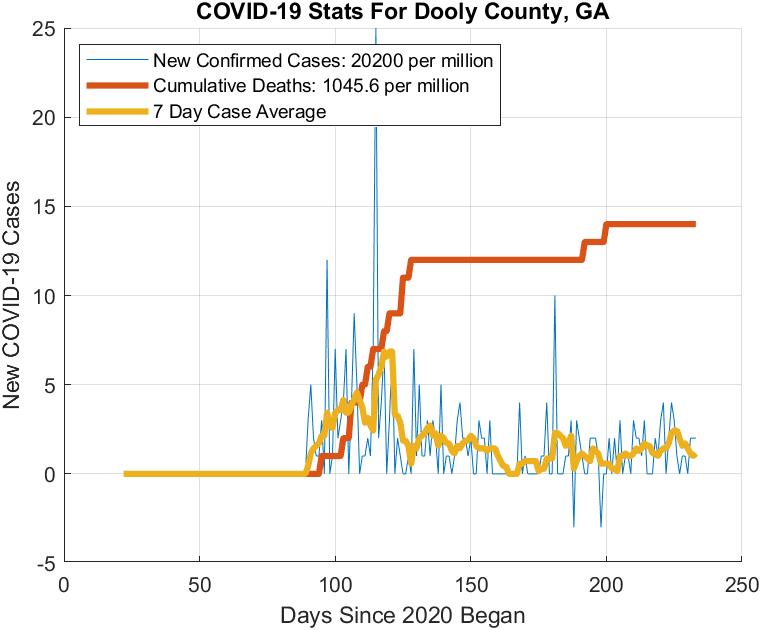 COVID-19 Stats For Dooly County, GA
New Confirmed Cases: 20200 per million
Cumulative Deaths: 1045.6 per million
7 Day Case Average
New COVID-19 Cases
25
20
15
10
5
0
-5
0 50 100 150 200 250
Days Since 2020 Began